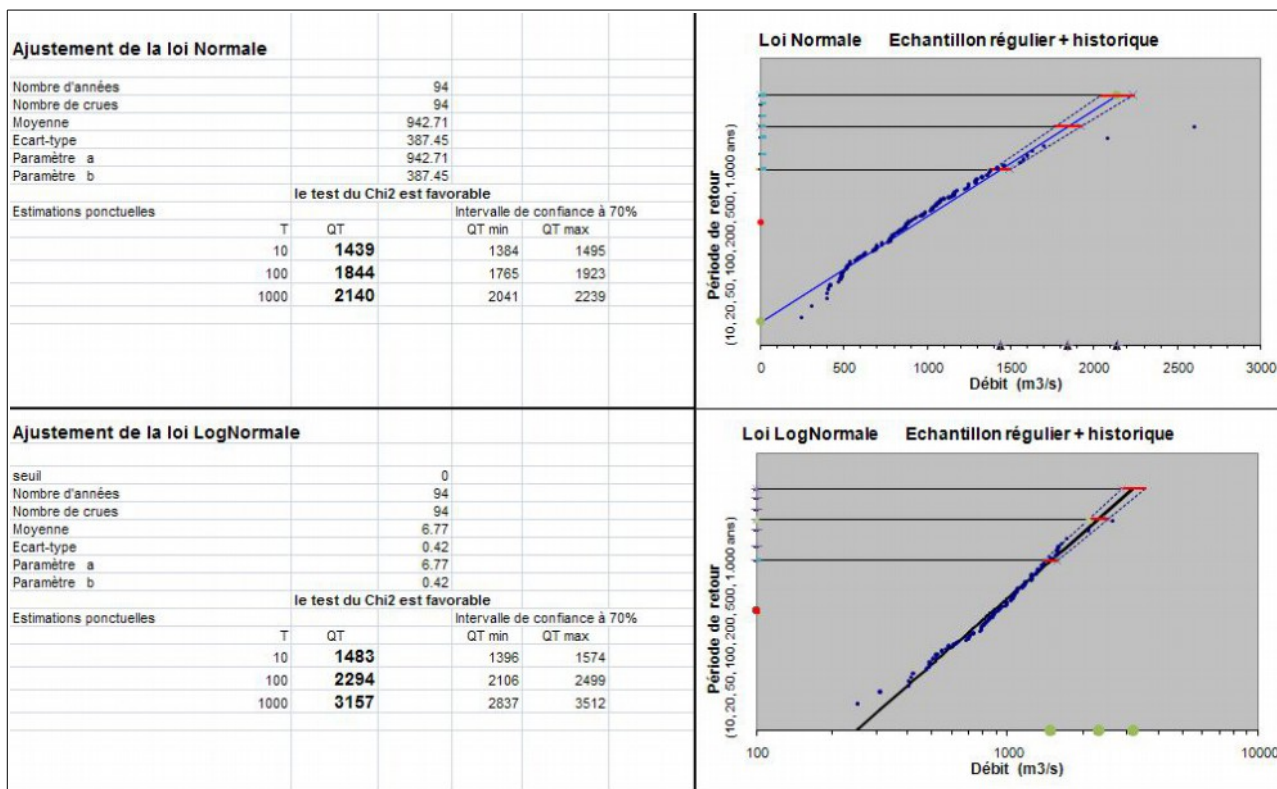 Ajustement de la loi Normale
Nombre d'années 94
Nombre de crues 94
Moyenne 942.71
Ecart-type 387.45
Paramètre a 942.71
Paramètre b 387.45
le test du Chi2 est favorable
Estimations ponctuelles Intervalle de confiance à 70%
T QT QT min QT max
10 1439 1384 1495
100 1844 1765 1923
1000 2140 2041 2239
Loi Normale Echantillon régulier + historique
Période de retour
(10, 20, 50, 100, 200, 500, 1.000 ans)
0 500 1000 1500 2000 2500 3000
Débit (m3/s)
Ajustement de la loi LogNormale
seuil 0
Nombre d'années 94
Nombre de crues 94
Moyenne 6.77
Ecart-type 0.42
Paramètre a 6.77
Paramètre b 0.42
le test du Chi2 est favorable
Estimations ponctuelles Intervalle de confiance à 70%
T QT QT min QT max
10 1483 1396 1574
100 2294 2106 2499
1000 3157 2837 3512
Loi LogNormale Echantillon régulier + historique
Période de retour
(10, 20, 50, 100, 200, 500, 1.000 ans)
100 1000 10000
Débit (m3/s)